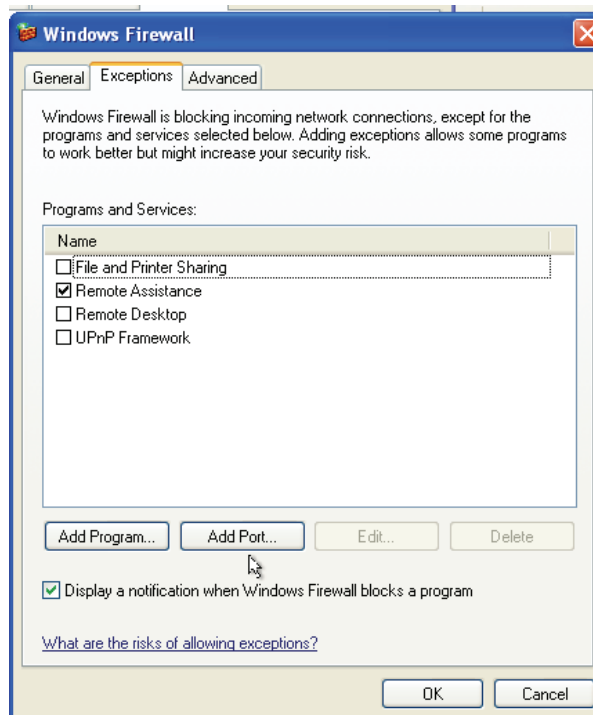 Windows Firewall
General Exceptions Advanced
Windows Firewall is blocking incoming network connections, except for the
programs and services selected below. Adding exceptions allows some programs
to work better but might increase your security risk.
Programs and Services:
Name
File and Printer Sharing
Remote Assistance
Remote Desktop
UPnP Framework
Add Program... Add Port... Edit... Delete
Display a notification when Windows Firewall blocks a program
What are the risks of allowing exceptions?
OK Cancel